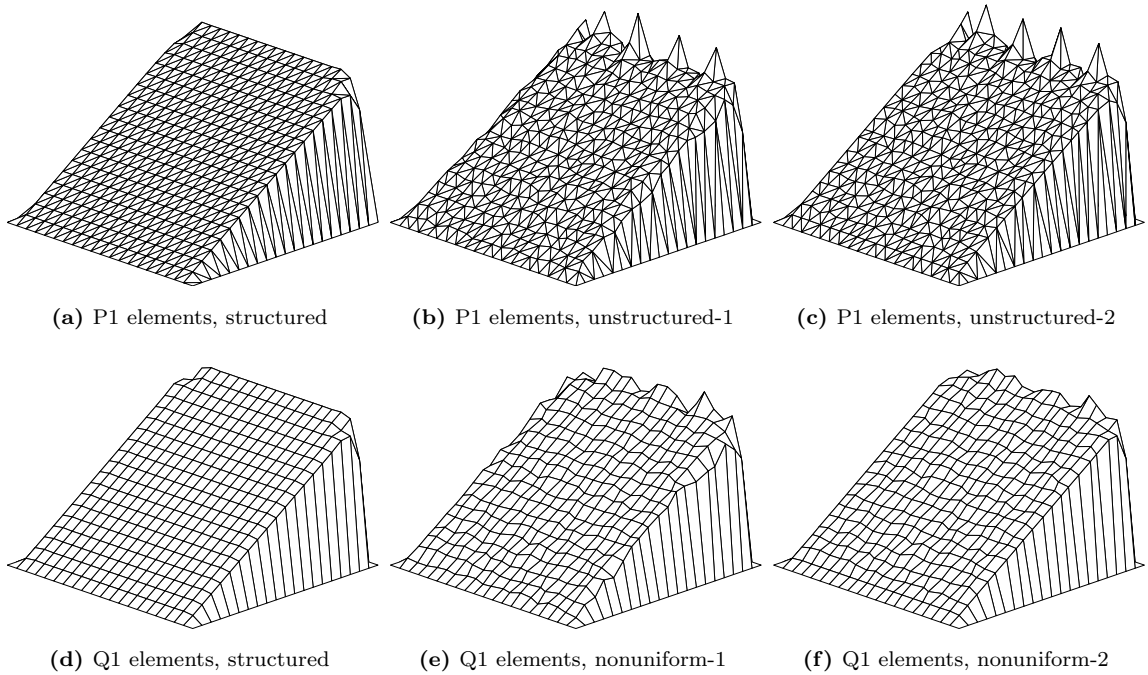 (a) P1 elements, structured
(b) P1 elements, unstructured-1
(c) P1 elements, unstructured-2
(d) Q1 elements, structured
(e) Q1 elements, nonuniform-1
(f) Q1 elements, nonuniform-2